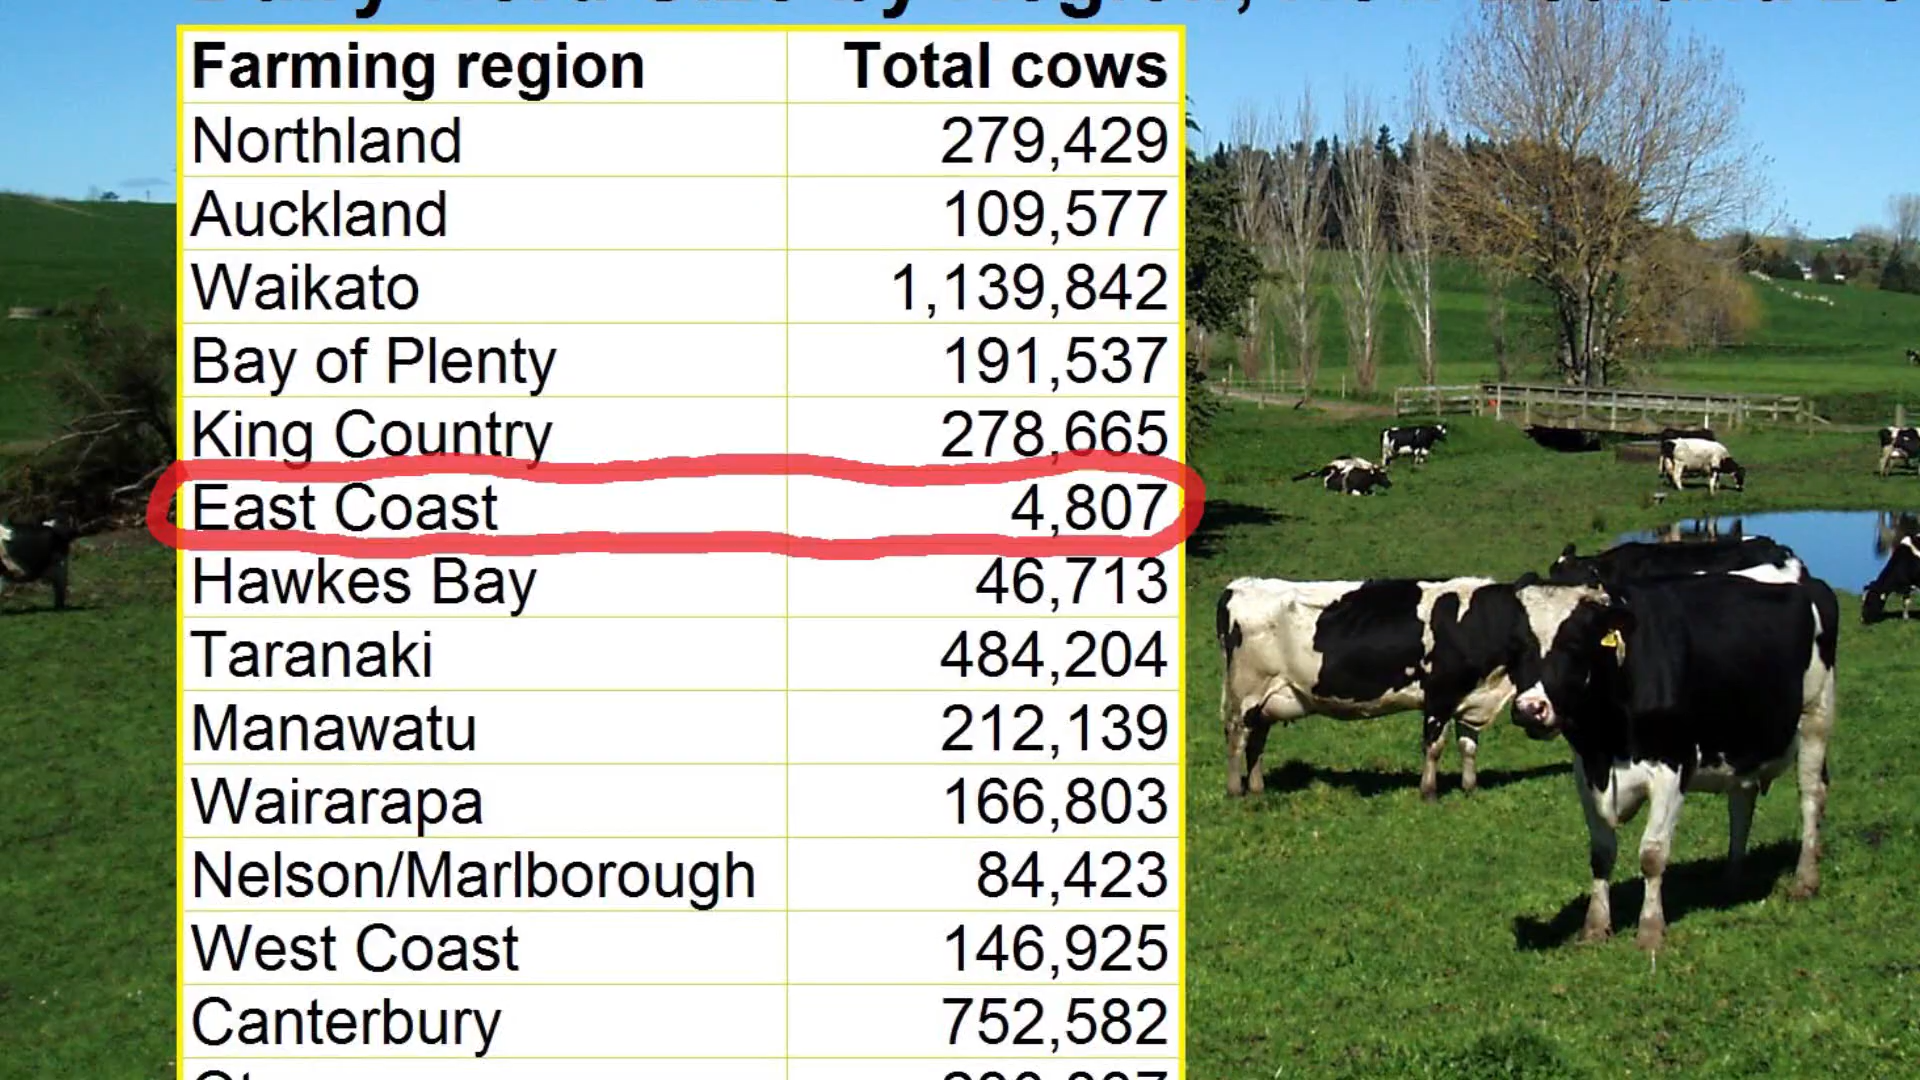 Farming region Total cows
Northland 279,429
Auckland 109,577
Waikato 1,139,842
Bay of Plenty 191,537
King Country 278,665
East Coast 4,807
Hawkes Bay 46,713
Taranaki 484,204
Manawatu 212,139
Wairarapa 166,803
Nelson/Marlborough 84,423
West Coast 146,925
Canterbury 752,582